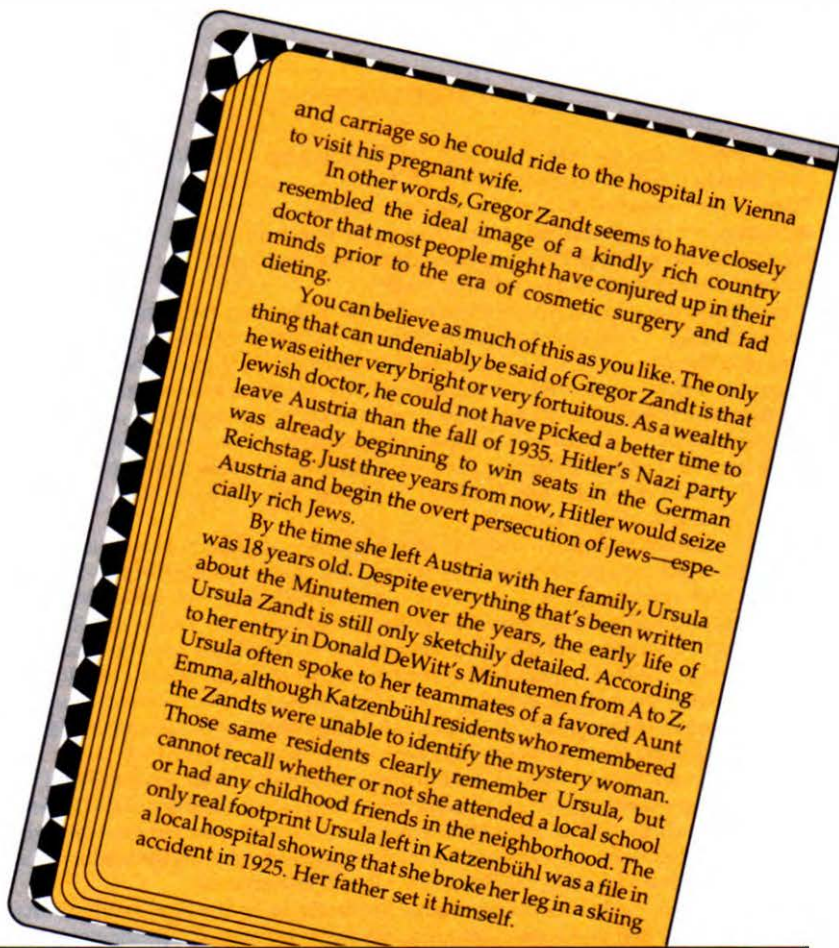 and carriage so he could ride to the hospital in Vienna
to visit his pregnant wife.
In other words, Gregor Zandt seems to have closely
resembled the ideal image of a kindly rich country
doctor that most people might have conjured up in their
minds prior to the era of cosmetic surgery and fad
dieting.
You can believe as much of this as you like. The only
thing that can undeniably be said of Gregor Zandt is that
he was either very bright or very fortuitous. As a wealthy
Jewish doctor, he could not have picked a better time to
leave Austria than the fall of 1935. Hitler's Nazi party
was already beginning to win seats in the German
Reichstag. Just three years from now, Hitler would seize
Austria and begin the overt persecution of Jews—espe-
cially rich Jews.
By the time she left Austria with her family, Ursula
was 18 years old. Despite everything that's been written
about the Minutemen over the years, the early life of
Ursula Zandt is still only sketchily detailed. According
to her entry in Donald DeWitt's Minutemen from A to Z,
Ursula often spoke to her teammates of a favored Aunt
Emma, although Katzenbühl residents who remembered
the Zandts were unable to identify the mystery woman.
Those same residents clearly remember Ursula, but
cannot recall whether or not she attended a local school
or had any childhood friends in the neighborhood. The
only real footprint Ursula left in Katzenbühl was a file in
a local hospital showing that she broke her leg in a skiing
accident in 1925. Her father set it himself.